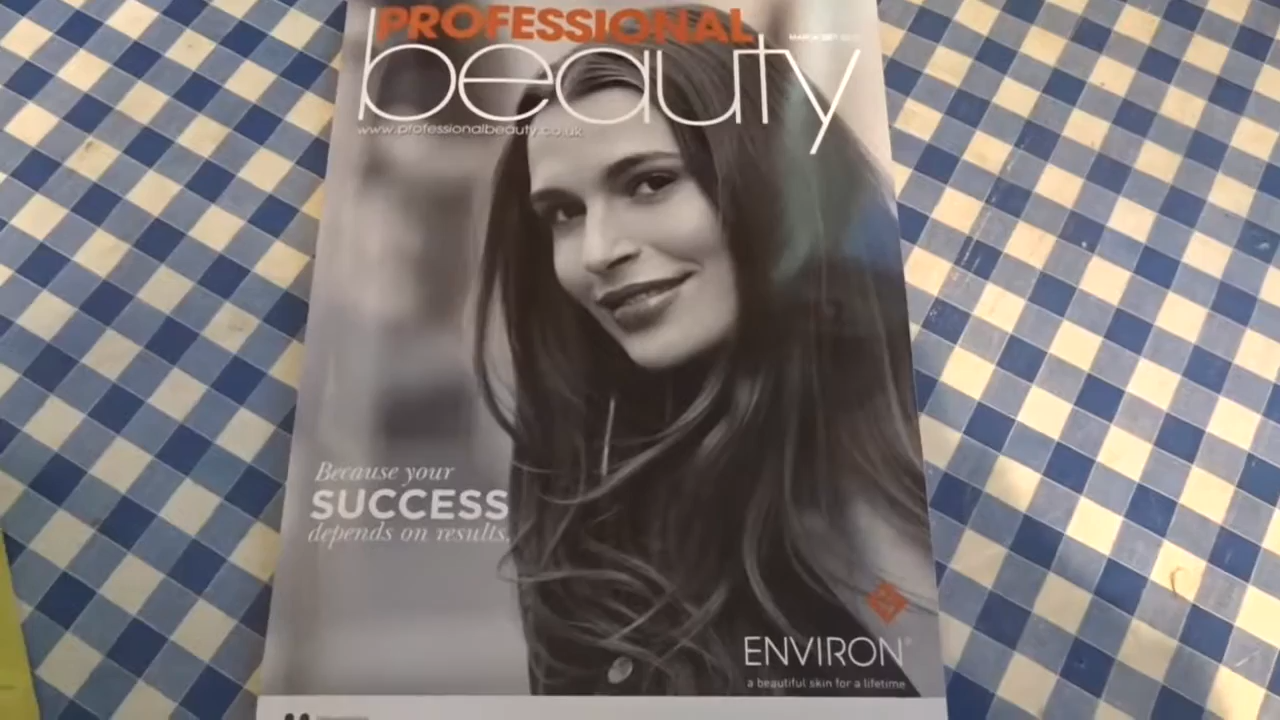 PROFESSIONAL
beauty
www.professionalbeauty.co.uk
Because your
SUCCESS
depends on results.
ENVIRON®
a beautiful skin for a lifetime